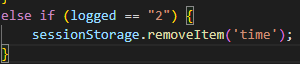 else if (logged == "2") {
    sessionStorage.removeItem('time');
}